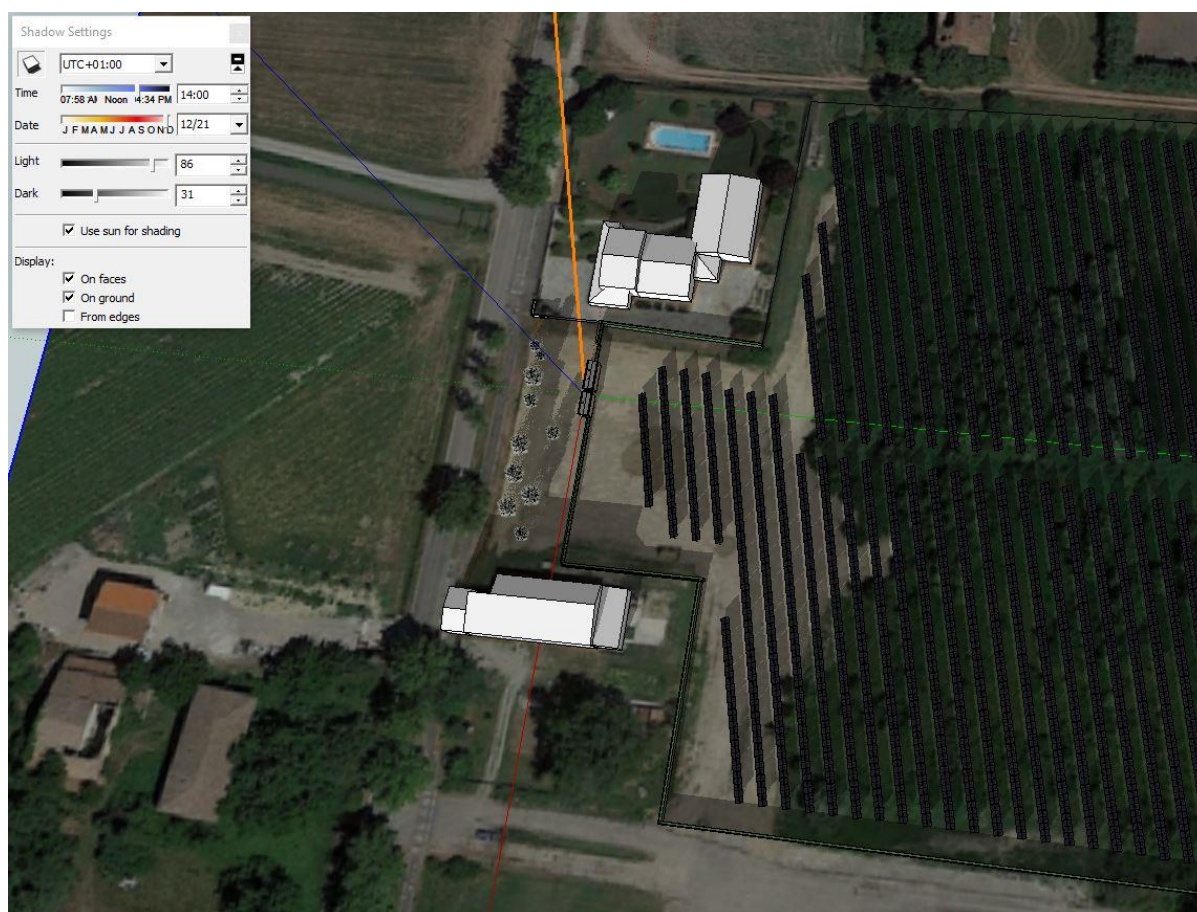 Shadow Settings
UTC+01:00
Time
07:58 AM Noon 04:34 PM
14:00
Date
J F M A M J J A S O N D
12/21
Light
86
Dark
31
Use sun for shading
Display:
On faces
On ground
From edges